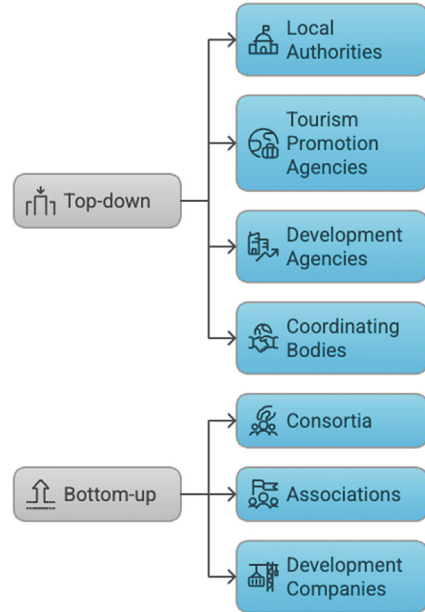 Local
Authorities
Tourism
Promotion
Agencies
Top-down
Development
Agencies
Coordinating
Bodies
Consortia
Bottom-up
Associations
Development
Companies